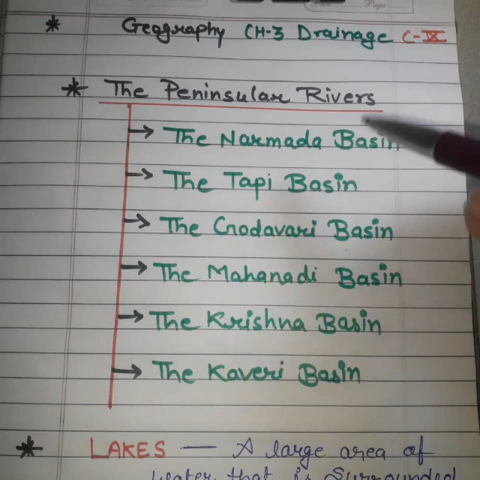 * Geography CH-3 Drainage C-IX
* The Peninsular Rivers
→ The Narmada Basin
→ The Tapi Basin
→ The Godavari Basin
→ The Mahanadi Basin
→ The Krishna Basin
→ The Kaveri Basin
* LAKES — A large area of
water that is surrounded